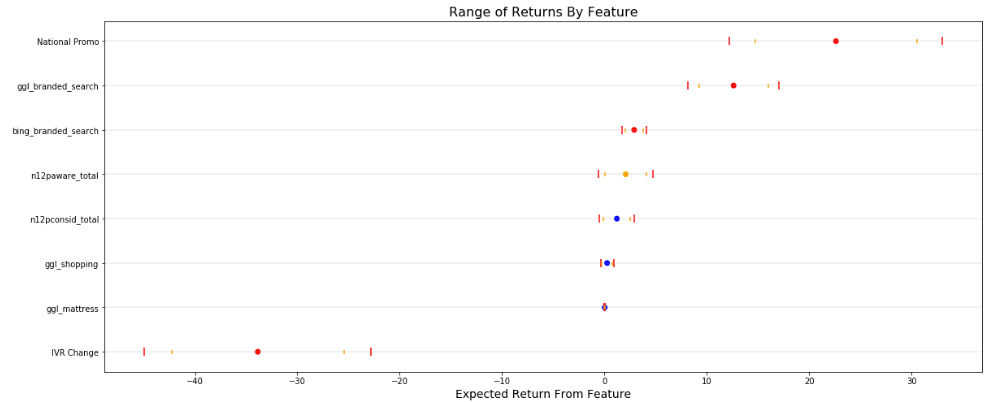 Range of Returns By Feature
National Promo
ggl_branded_search
bing_branded_search
n12paware_total
n12pconsid_total
ggl_shopping
ggl_mattress
IVR Change
−40 −30 −20 −10 0 10 20 30
Expected Return From Feature